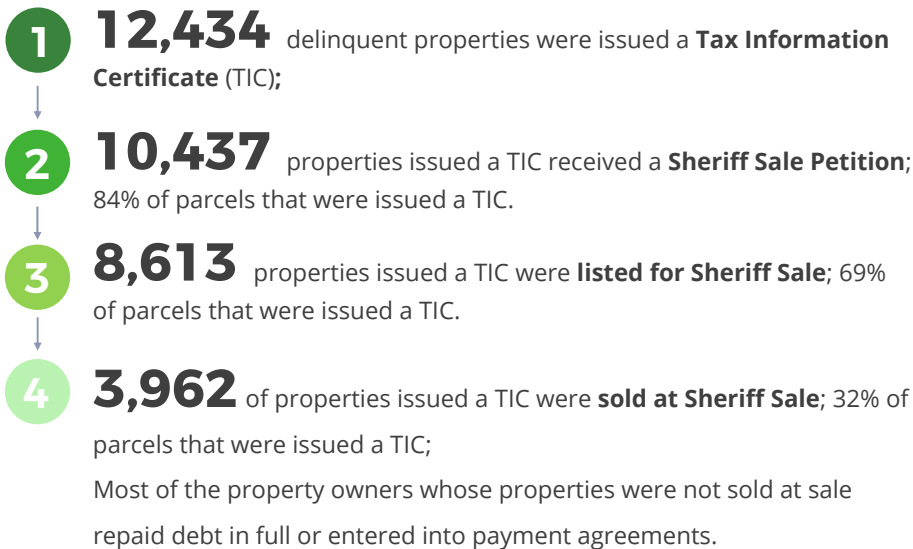 1
12,434 delinquent properties were issued a Tax Information
Certificate (TIC);
2
10,437 properties issued a TIC received a Sheriff Sale Petition;
84% of parcels that were issued a TIC.
3
8,613 properties issued a TIC were listed for Sheriff Sale; 69%
of parcels that were issued a TIC.
4
3,962 of properties issued a TIC were sold at Sheriff Sale; 32% of
parcels that were issued a TIC;
Most of the property owners whose properties were not sold at sale
repaid debt in full or entered into payment agreements.